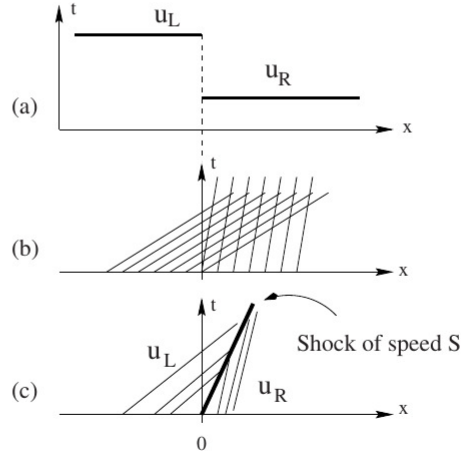 t
u_L
u_R
(a)
x
t
(b)
x
t
u_L
Shock of speed S
(c)
u_R
x
0